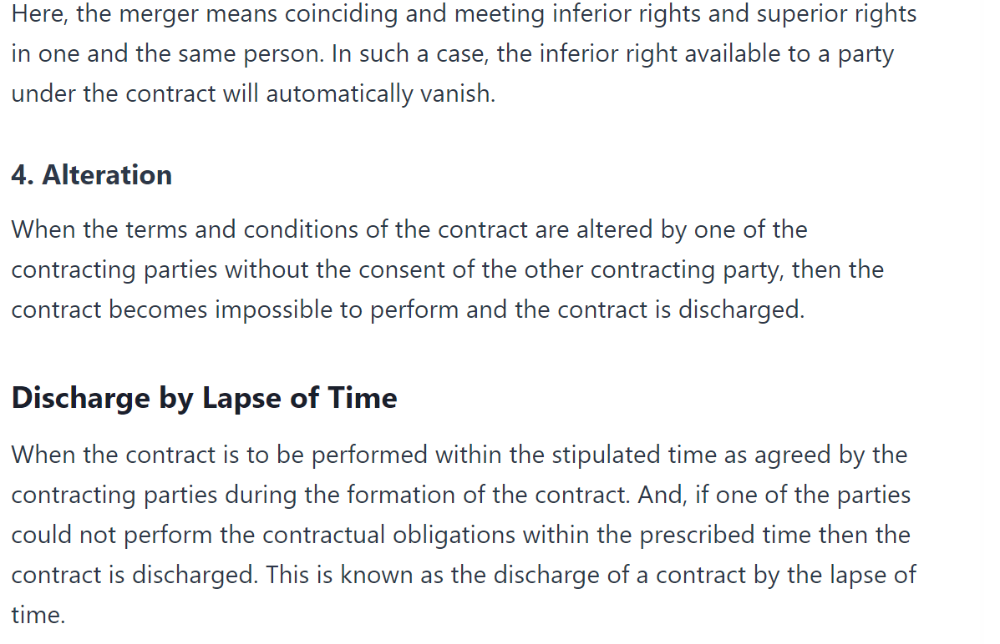 Here, the merger means coinciding and meeting inferior rights and superior rights
in one and the same person. In such a case, the inferior right available to a party
under the contract will automatically vanish.
4. Alteration
When the terms and conditions of the contract are altered by one of the
contracting parties without the consent of the other contracting party, then the
contract becomes impossible to perform and the contract is discharged.
Discharge by Lapse of Time
When the contract is to be performed within the stipulated time as agreed by the
contracting parties during the formation of the contract. And, if one of the parties
could not perform the contractual obligations within the prescribed time then the
contract is discharged. This is known as the discharge of a contract by the lapse of
time.